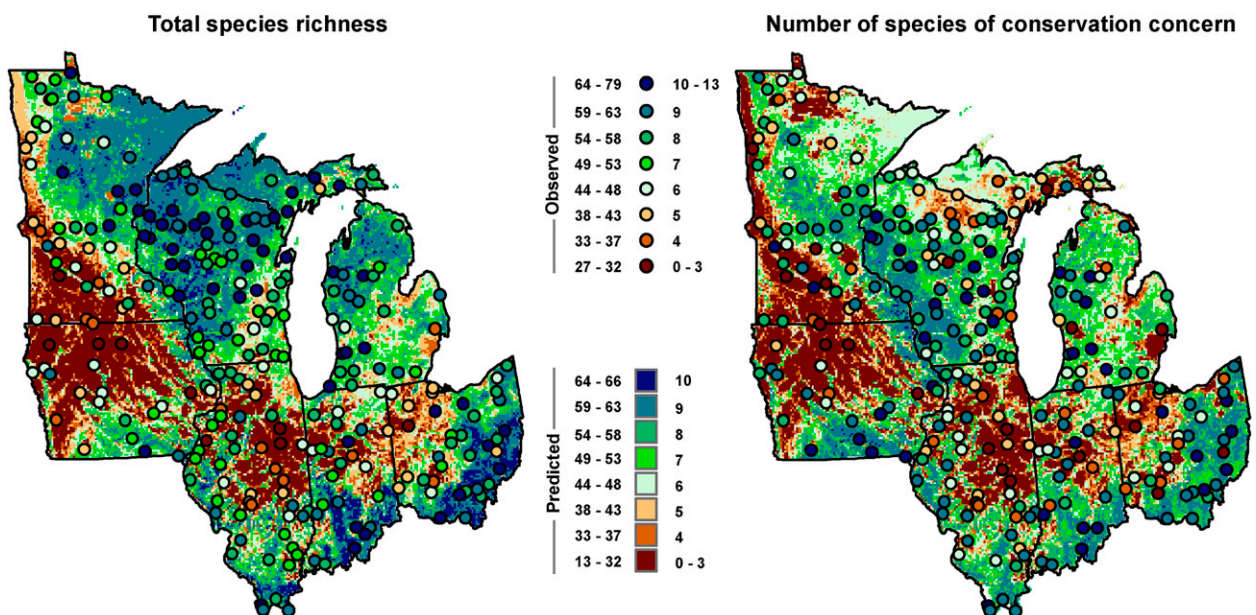 Total species richness
Number of species of conservation concern
Observed
64 - 79 10 - 13
59 - 63 9
54 - 58 8
49 - 53 7
44 - 48 6
38 - 43 5
33 - 37 4
27 - 32 0 - 3
Predicted
64 - 66 10
59 - 63 9
54 - 58 8
49 - 53 7
44 - 48 6
38 - 43 5
33 - 37 4
13 - 32 0 - 3